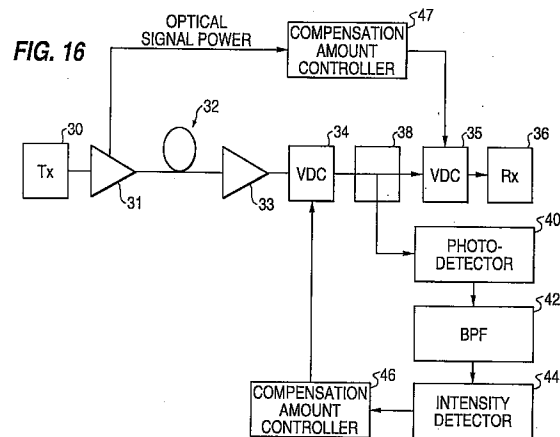 FIG. 16
OPTICAL
SIGNAL POWER
COMPENSATION
AMOUNT
CONTROLLER
47
30
Tx
31
32
33
34
VDC
38
35
VDC
36
Rx
40
PHOTO-
DETECTOR
42
BPF
44
INTENSITY
DETECTOR
46
COMPENSATION
AMOUNT
CONTROLLER